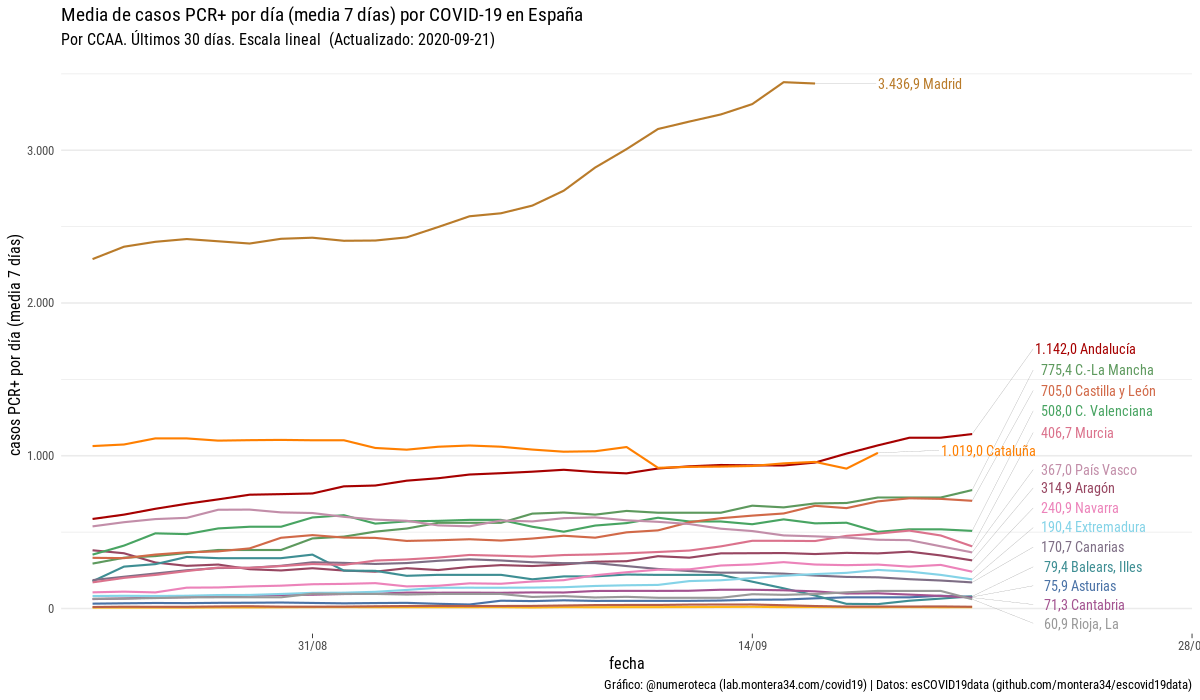 Media de casos PCR+ por día (media 7 días) por COVID-19 en España
Por CCAA. Últimos 30 días. Escala lineal (Actualizado: 2020-09-21)
casos PCR+ por día (media 7 días)
3.000
2.000
1.000
0
3.436,9 Madrid
1.142,0 Andalucía
775,4 C.-La Mancha
705,0 Castilla y León
508,0 C. Valenciana
406,7 Murcia
1.019,0 Cataluña
367,0 País Vasco
314,9 Aragón
240,9 Navarra
190,4 Extremadura
170,7 Canarias
79,4 Balears, Illes
75,9 Asturias
71,3 Cantabria
60,9 Rioja, La
31/08
14/09
28/0
fecha
Gráfico: @numeroteca (lab.montera34.com/covid19) | Datos: esCOVID19data (github.com/montera34/escovid19data)